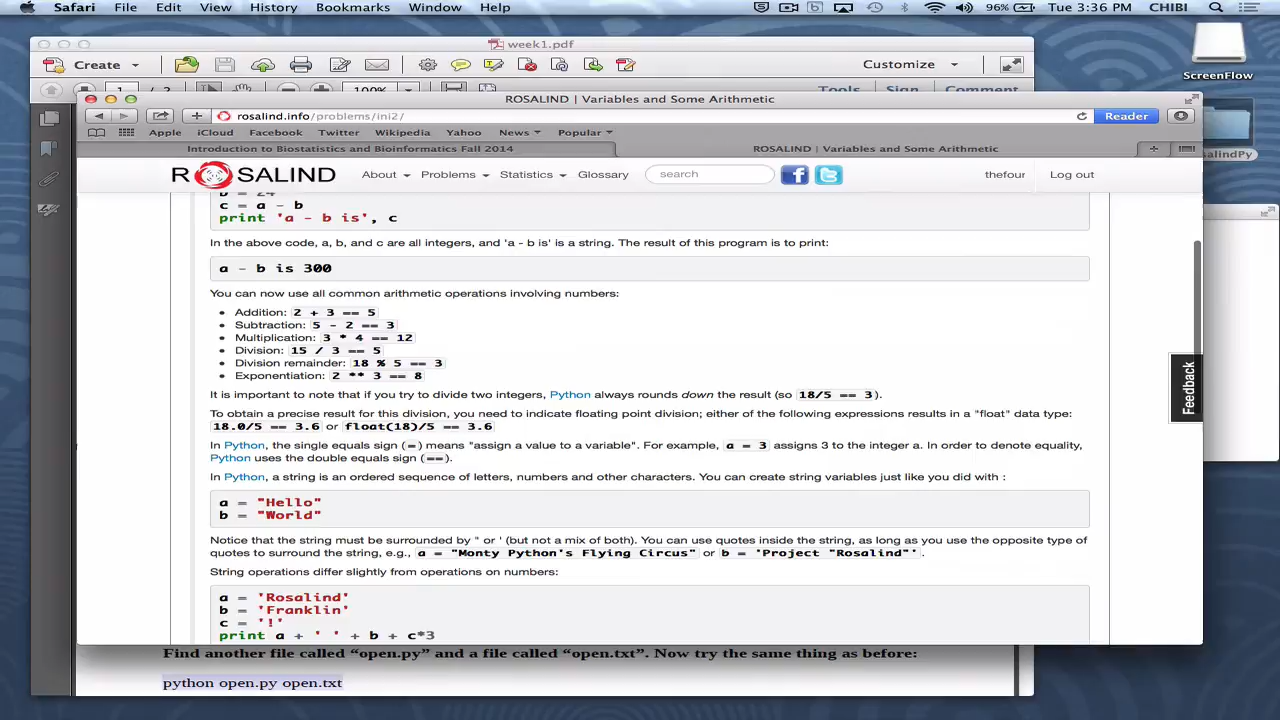 Safari File Edit View History Bookmarks Window Help 96% Tue 3:36 PM CHIBI
week1.pdf
Create Customize
1 / 2 100% Tools Sign Comment
ScreenFlow
ROSALIND | Variables and Some Arithmetic
rosalind.info/problems/ini2/ Reader
Apple iCloud Facebook Twitter Wikipedia Yahoo News Popular
Introduction to Biostatistics and Bioinformatics Fall 2014 ROSALIND | Variables and Some Arithmetic
salindPy
ROSALIND About Problems Statistics Glossary search thefour Log out
b = 24
c = a - b
print 'a - b is', c
In the above code, a, b, and c are all integers, and 'a - b is' is a string. The result of this program is to print:
a - b is 300
You can now use all common arithmetic operations involving numbers:
Addition: 2 + 3 == 5
Subtraction: 5 - 2 == 3
Multiplication: 3 * 4 == 12
Division: 15 / 3 == 5
Division remainder: 18 % 5 == 3
Exponentiation: 2 ** 3 == 8
It is important to note that if you try to divide two integers, Python always rounds down the result (so 18/5 == 3).
To obtain a precise result for this division, you need to indicate floating point division; either of the following expressions results in a "float" data type:
18.0/5 == 3.6 or float(18)/5 == 3.6
In Python, the single equals sign (=) means "assign a value to a variable". For example, a = 3 assigns 3 to the integer a. In order to denote equality,
Python uses the double equals sign (==).
In Python, a string is an ordered sequence of letters, numbers and other characters. You can create string variables just like you did with :
a = "Hello"
b = "World"
Notice that the string must be surrounded by " or ' (but not a mix of both). You can use quotes inside the string, as long as you use the opposite type of
quotes to surround the string, e.g., a = "Monty Python's Flying Circus" or b = 'Project "Rosalind"'.
String operations differ slightly from operations on numbers:
a = 'Rosalind'
b = 'Franklin'
c = '!'
print a + ' ' + b + c*3
Feedback
Find another file called “open.py” and a file called “open.txt”. Now try the same thing as before:
python open.py open.txt